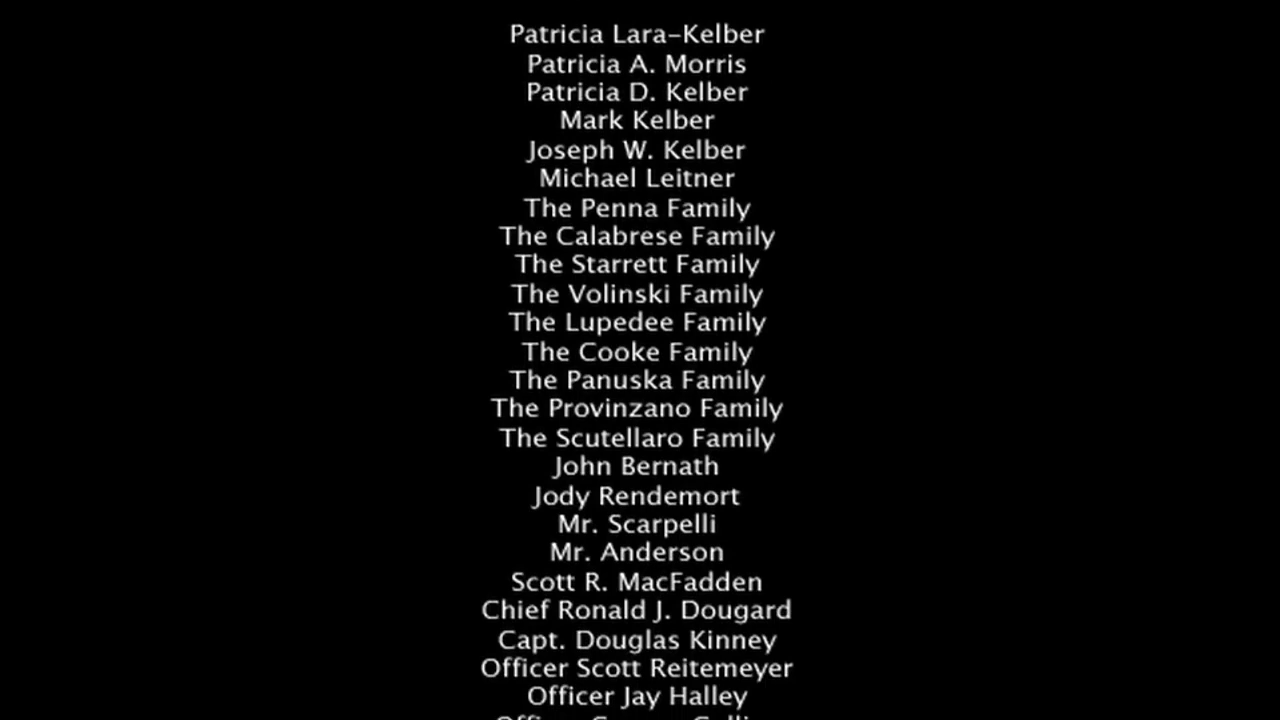 Patricia Lara-Kelber
Patricia A. Morris
Patricia D. Kelber
Mark Kelber
Joseph W. Kelber
Michael Leitner
The Penna Family
The Calabrese Family
The Starrett Family
The Volinski Family
The Lupedee Family
The Cooke Family
The Panuska Family
The Provinzano Family
The Scutellaro Family
John Bernath
Jody Rendemort
Mr. Scarpelli
Mr. Anderson
Scott R. MacFadden
Chief Ronald J. Dougard
Capt. Douglas Kinney
Officer Scott Reitemeyer
Officer Jay Halley
Officer